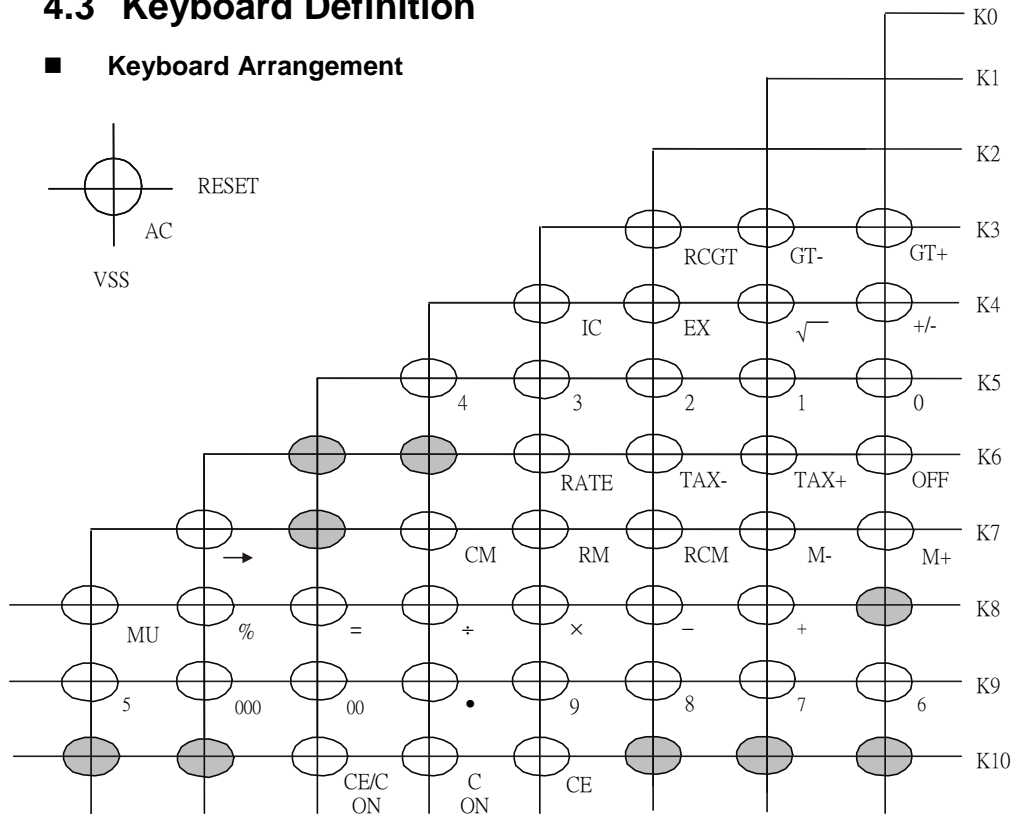 4.3 Keyboard Definition
■ Keyboard Arrangement
K0
K1
K2
RESET
AC
VSS
K3
RCGT GT- GT+
K4
IC EX √ +/-
K5
4 3 2 1 0
K6
RATE TAX- TAX+ OFF
K7
→ CM RM RCM M- M+
K8
MU % = ÷ × − +
K9
5 000 00 • 9 8 7 6
K10
CE/C ON C ON CE